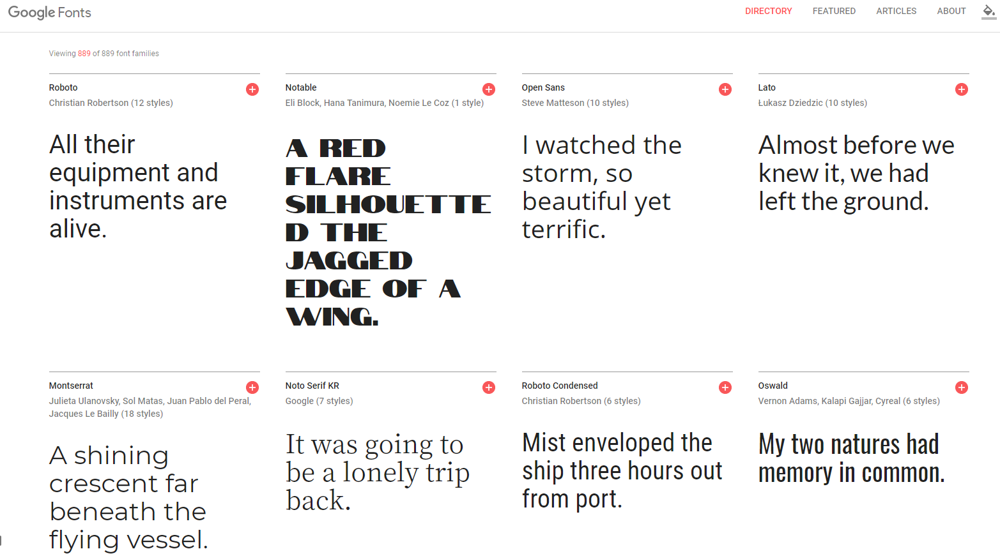 Google Fonts
DIRECTORY
FEATURED
ARTICLES
ABOUT
Viewing 889 of 889 font families
Roboto
Christian Robertson (12 styles)
All their
equipment and
instruments are
alive.
Notable
Eli Block, Hana Tanimura, Noemie Le Coz (1 style)
A RED
FLARE
SILHOUETTE
D THE
JAGGED
EDGE OF A
WING.
Open Sans
Steve Matteson (10 styles)
I watched the
storm, so
beautiful yet
terrific.
Lato
Łukasz Dziedzic (10 styles)
Almost before we
knew it, we had
left the ground.
Montserrat
Julieta Ulanovsky, Sol Matas, Juan Pablo del Peral,
Jacques Le Bailly (18 styles)
A shining
crescent far
beneath the
flying vessel.
Noto Serif KR
Google (7 styles)
It was going to
be a lonely trip
back.
Roboto Condensed
Christian Robertson (6 styles)
Mist enveloped the
ship three hours out
from port.
Oswald
Vernon Adams, Kalapi Gajjar, Cyreal (6 styles)
My two natures had
memory in common.